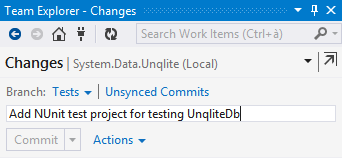 Team Explorer - Changes
Search Work Items (Ctrl+à)
Changes | System.Data.Unqlite (Local)
Branch: Tests | Unsynced Commits
Add NUnit test project for testing UnqliteDb
Commit | Actions